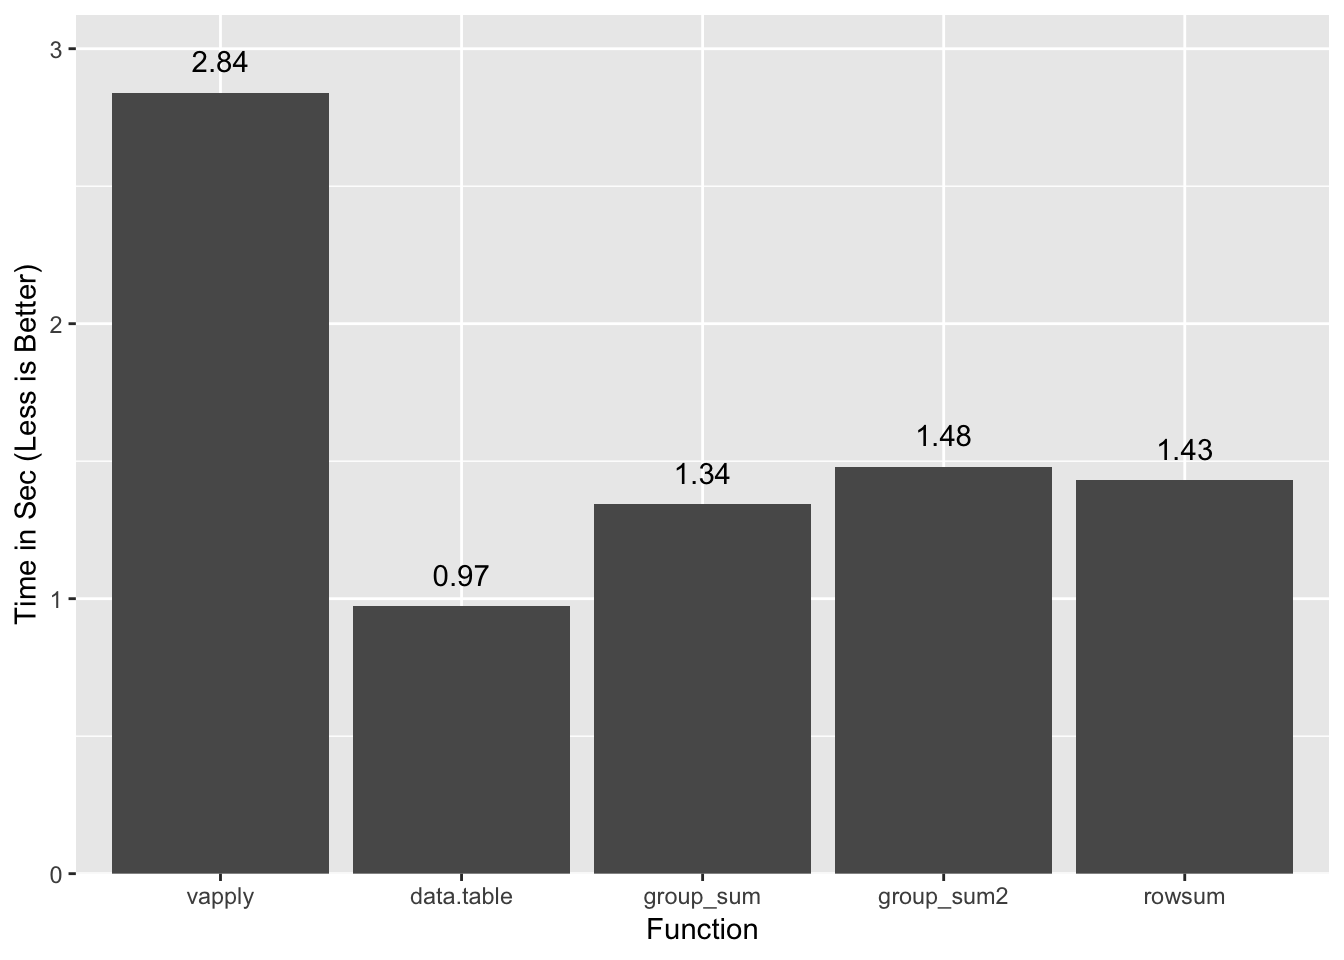 3
2.84
2
1.48
1.43
1.34
0.97
1
0
vapply
data.table
group_sum
group_sum2
rowsum
Function
Time in Sec (Less is Better)